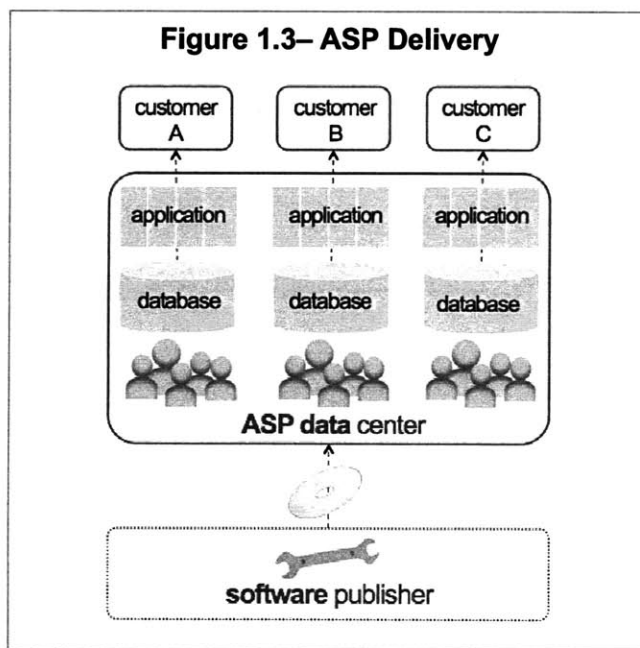 Figure 1.3– ASP Delivery
customer customer customer
A B C
application application application
database database database
ASP data center
software publisher